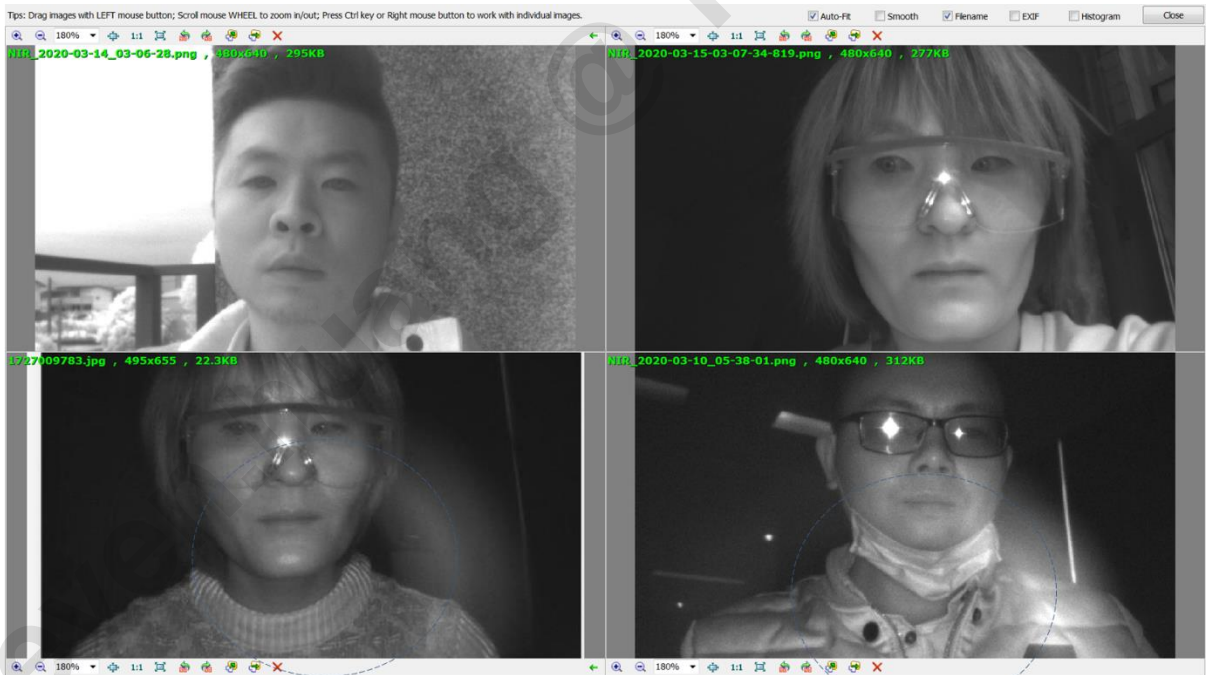 Tips: Drag images with LEFT mouse button; Scroll mouse WHEEL to zoom in/out; Press Ctrl key or Right mouse button to work with individual images.
Auto-Fit Smooth Filename EXIF Histogram Close
180% 1:1 180% 1:1
NIR_2020-03-14_03-06-28.png , 480x640 , 295KB
NIR_2020-03-15-03-07-34-819.png , 480x640 , 277KB
1727009783.jpg , 495x655 , 22.3KB
NIR_2020-03-10_05-38-01.png , 480x640 , 312KB
180% 1:1 180% 1:1